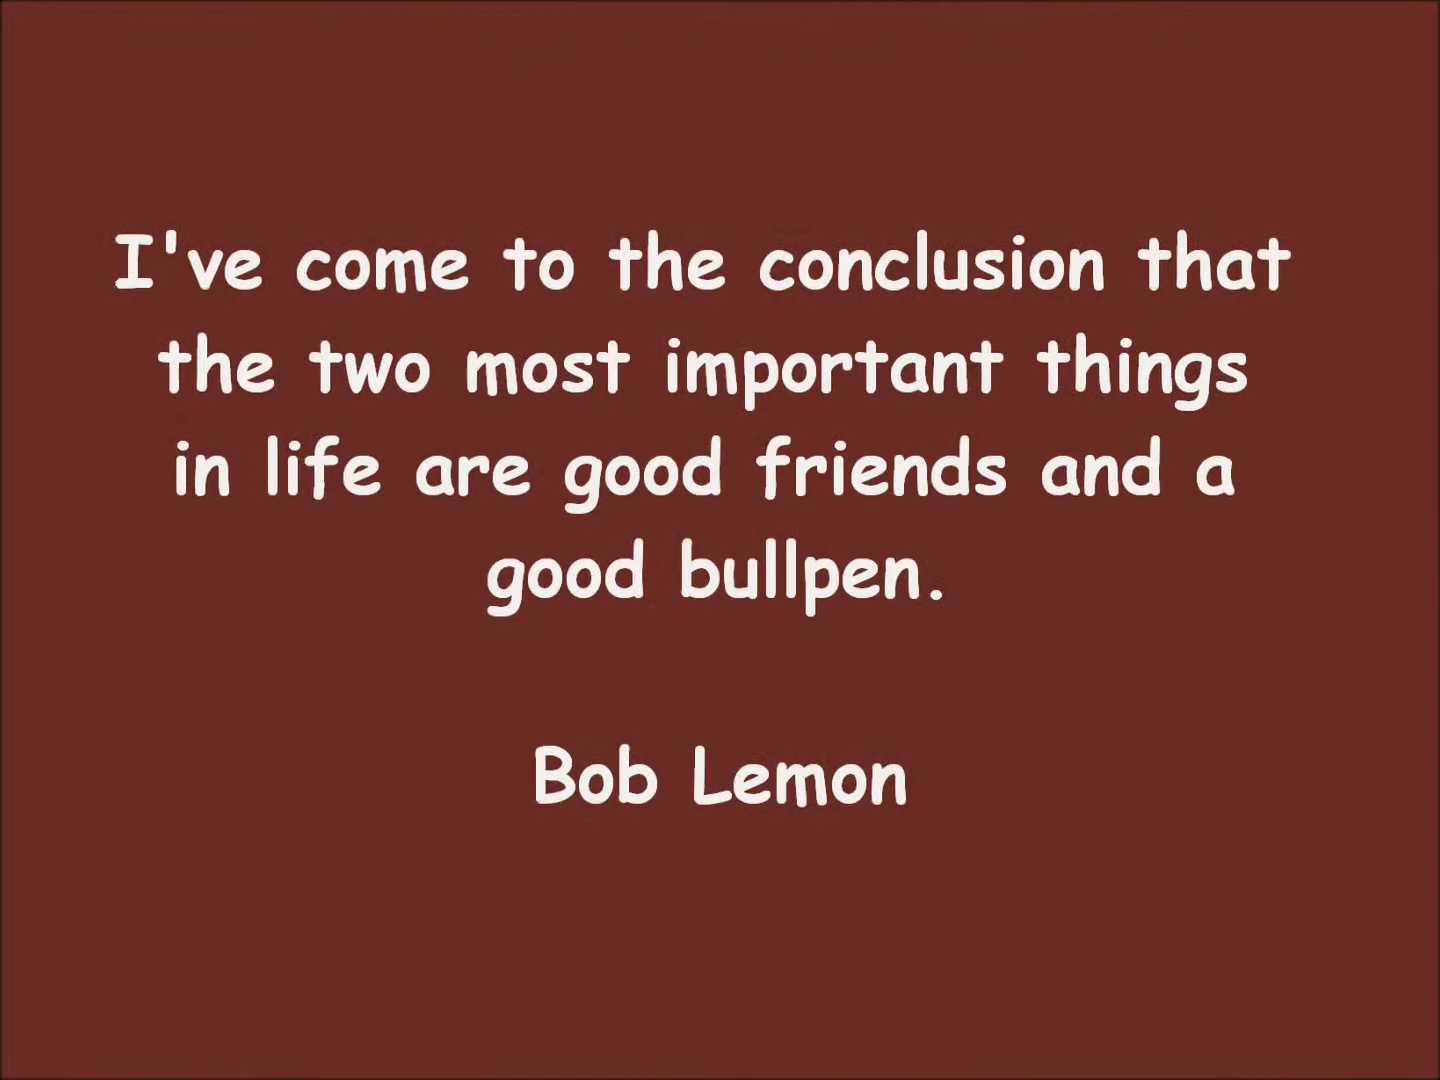 I've come to the conclusion that
the two most important things
in life are good friends and a
good bullpen.
Bob Lemon